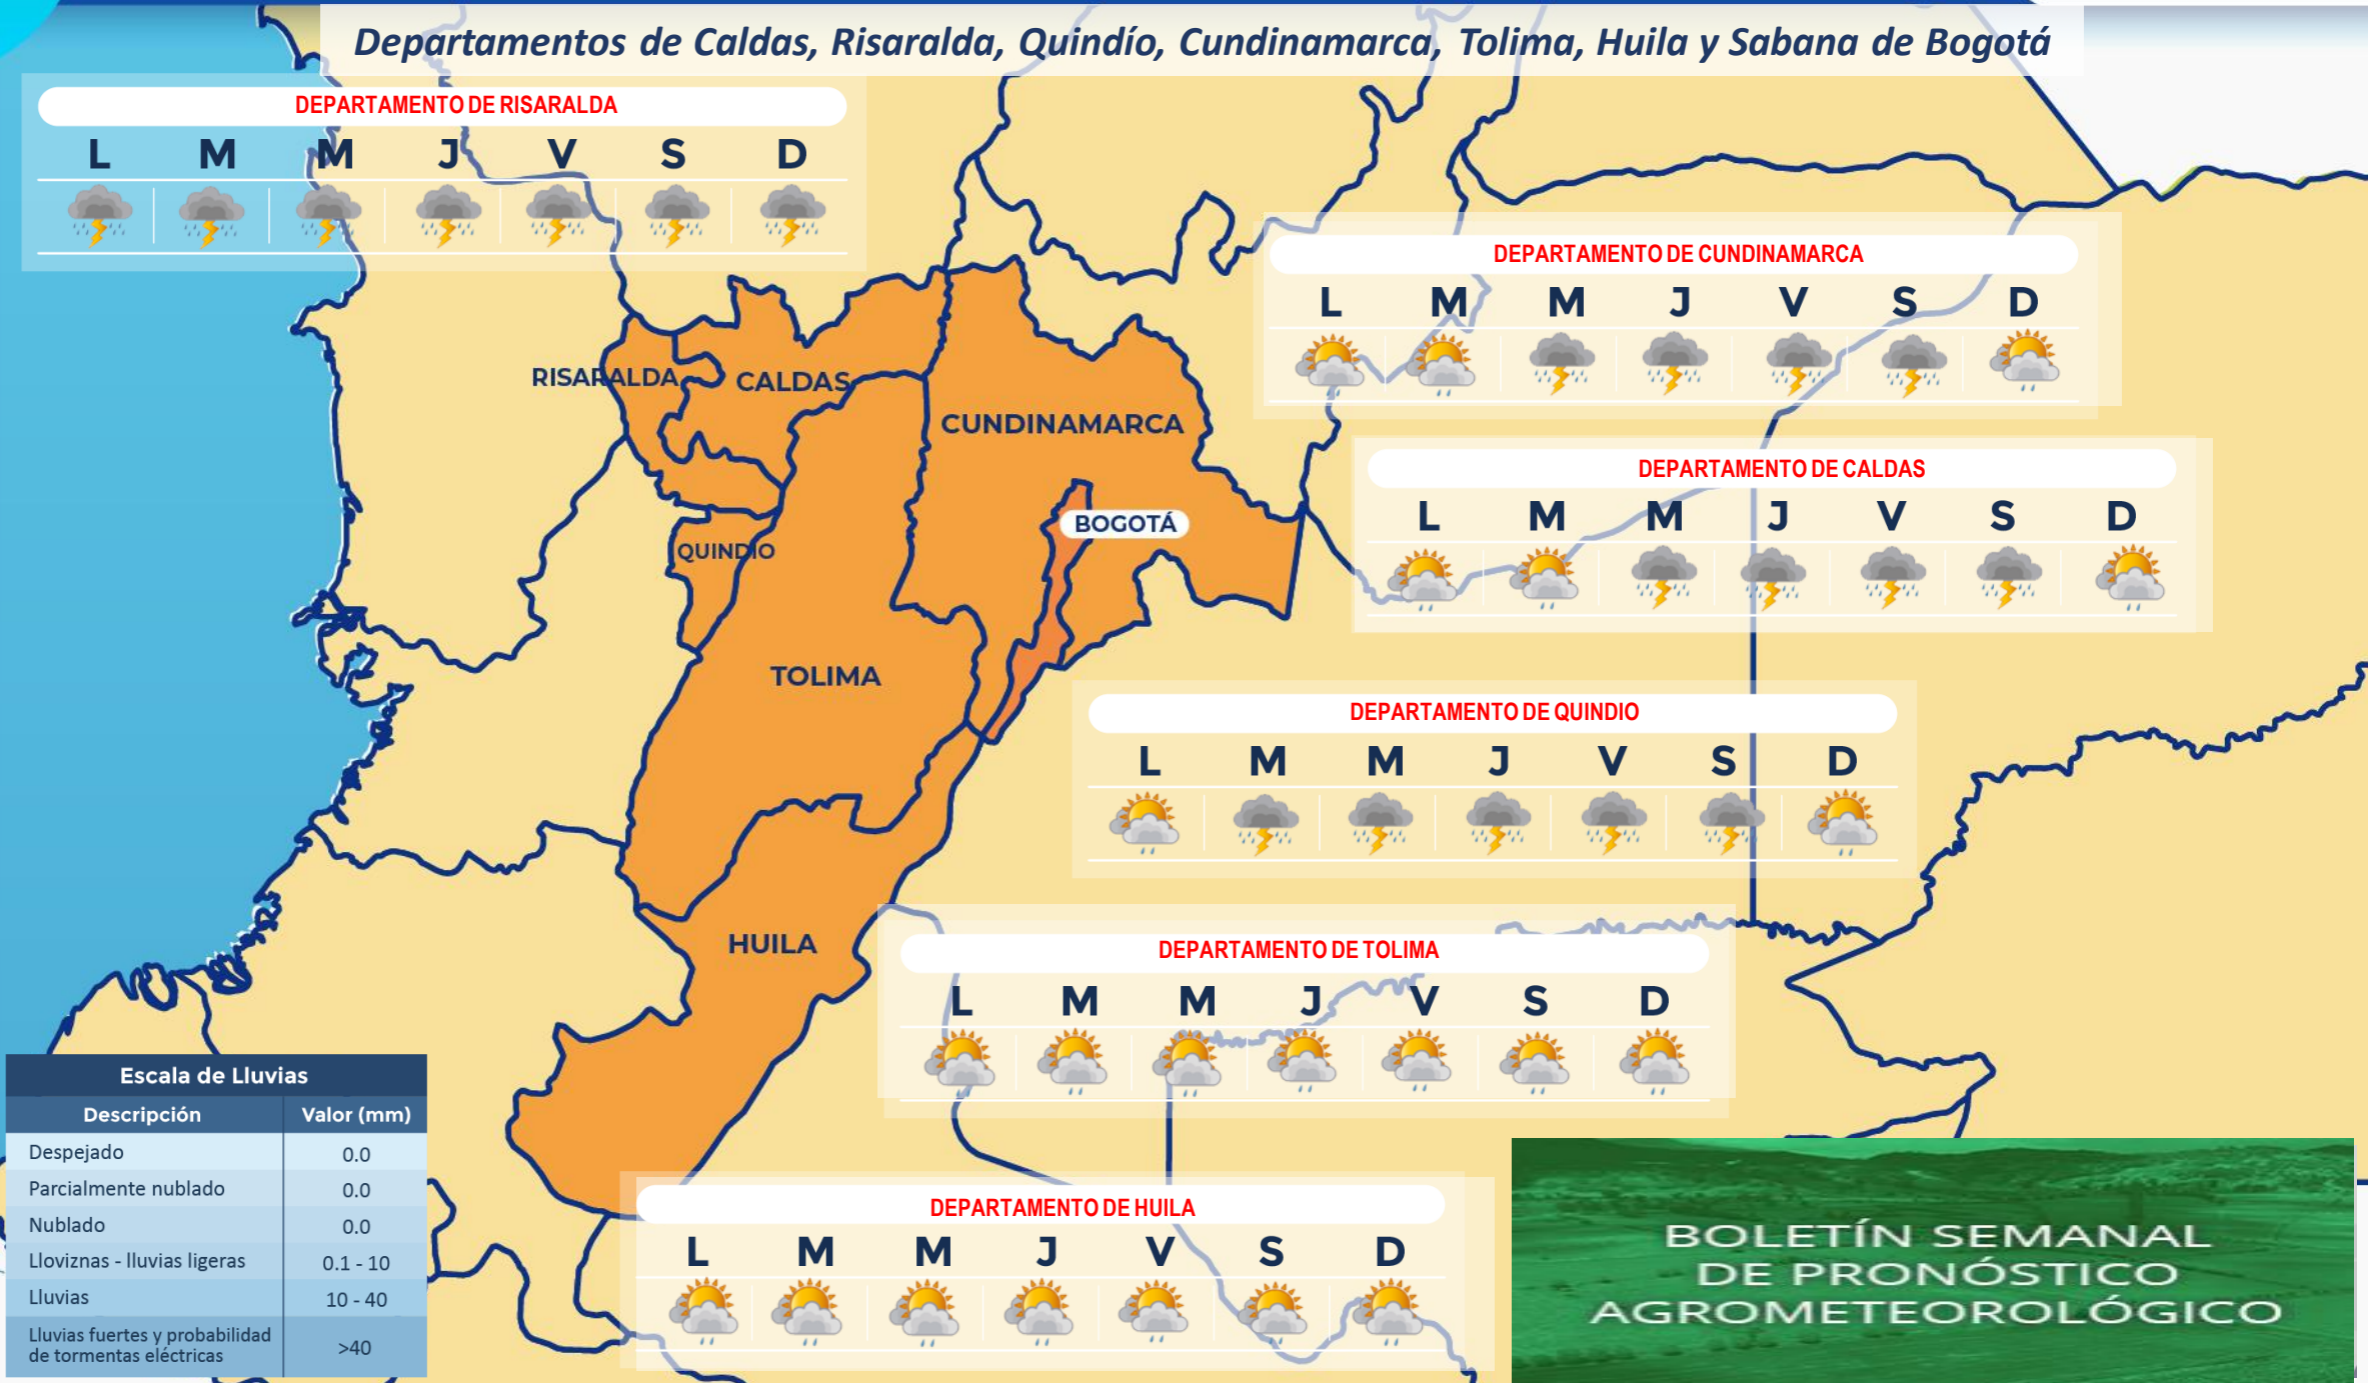 Departamentos de Caldas, Risaralda, Quindío, Cundinamarca, Tolima, Huila y Sabana de Bogotá
DEPARTAMENTO DE RISARALDA
L M M J V S D
DEPARTAMENTO DE CUNDINAMARCA
L M M J V S D
RISARALDA
CALDAS
CUNDINAMARCA
DEPARTAMENTO DE CALDAS
L M M J V S D
BOGOTÁ
QUINDIO
TOLIMA
DEPARTAMENTO DE QUINDIO
L M M J V S D
HUILA
DEPARTAMENTO DE TOLIMA
L M M J V S D
Escala de Lluvias
Descripción Valor (mm)
Despejado 0.0
Parcialmente nublado 0.0
Nublado 0.0
Lloviznas - lluvias ligeras 0.1 - 10
Lluvias 10 - 40
Lluvias fuertes y probabilidad
de tormentas eléctricas >40
DEPARTAMENTO DE HUILA
L M M J V S D
BOLETÍN SEMANAL
DE PRONÓSTICO
AGROMETEOROLÓGICO